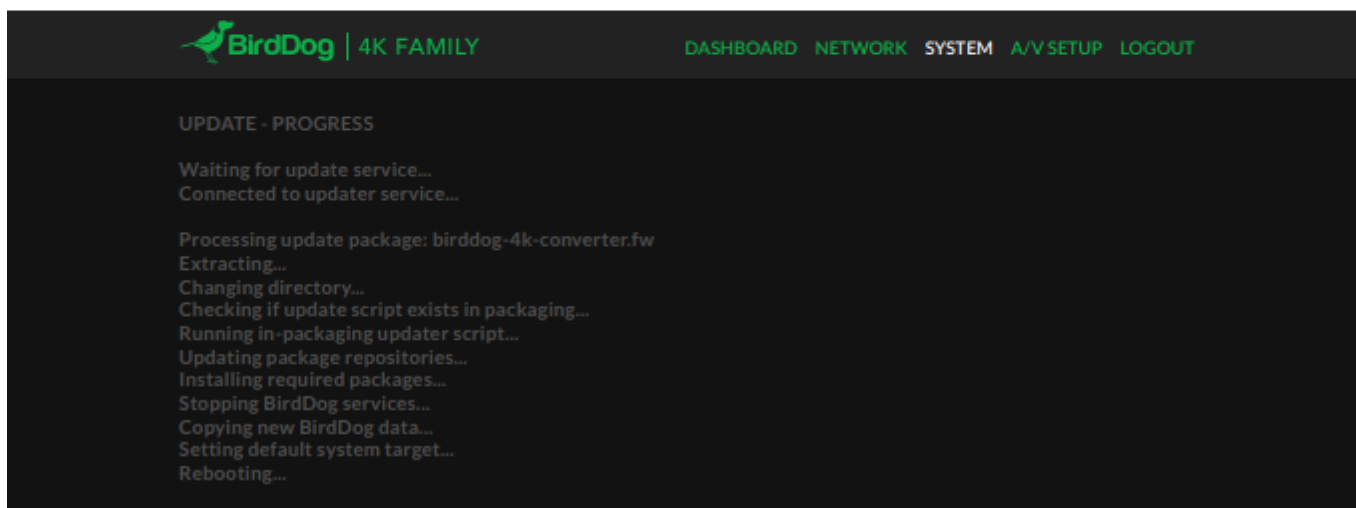 BirdDog | 4K FAMILY
DASHBOARD NETWORK SYSTEM A/V SETUP LOGOUT
UPDATE - PROGRESS
Waiting for update service...
Connected to updater service...
Processing update package: birddog-4k-converter.fw
Extracting...
Changing directory...
Checking if update script exists in packaging...
Running in-packaging updater script...
Updating package repositories...
Installing required packages...
Stopping BirdDog services...
Copying new BirdDog data...
Setting default system target...
Rebooting...